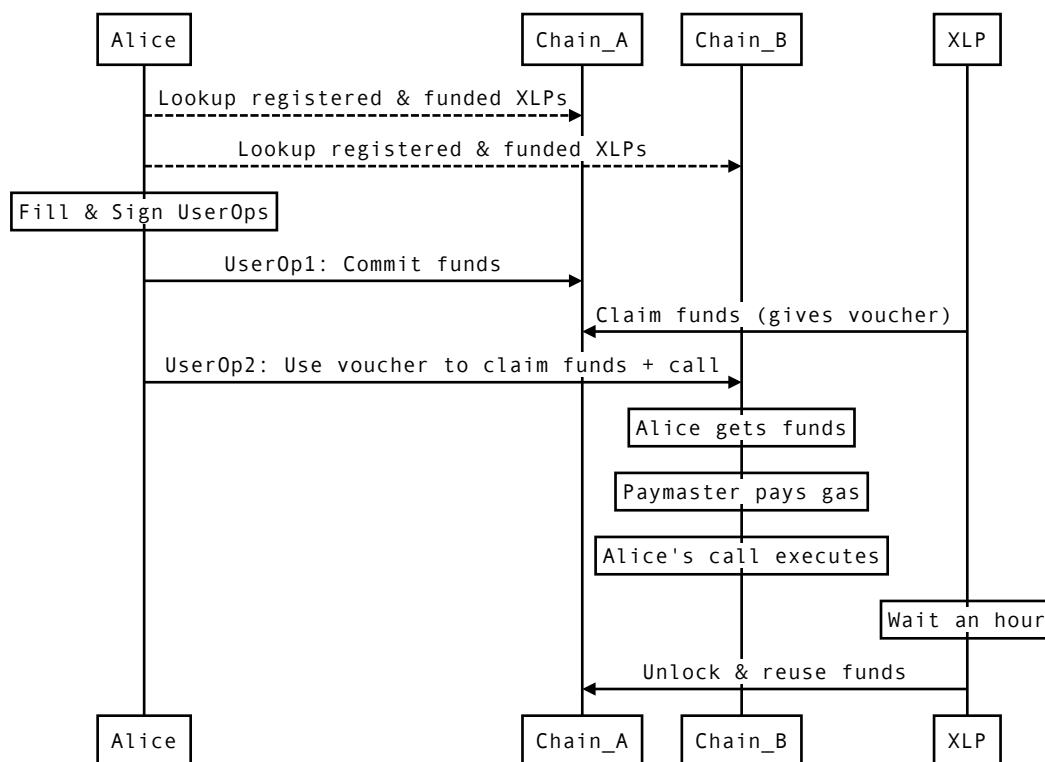 Alice
Chain_A
Chain_B
XLP
Lookup registered & funded XLPs
Lookup registered & funded XLPs
Fill & Sign UserOps
UserOp1: Commit funds
Claim funds (gives voucher)
UserOp2: Use voucher to claim funds + call
Alice gets funds
Paymaster pays gas
Alice's call executes
Wait an hour
Unlock & reuse funds
Alice
Chain_A
Chain_B
XLP